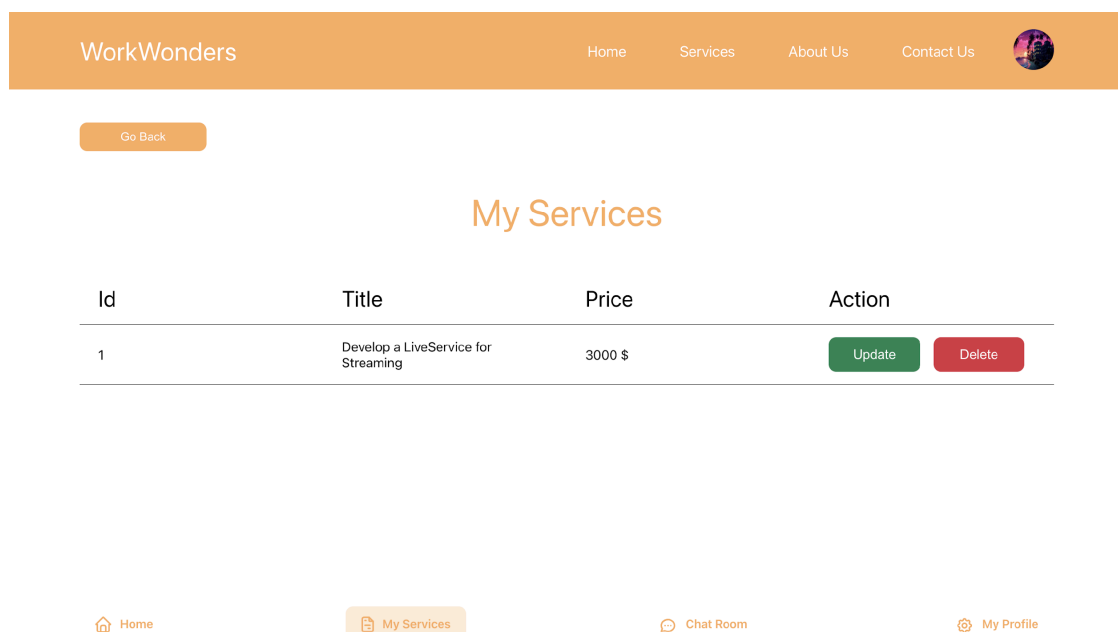 WorkWonders Home Services About Us Contact Us
Go Back
My Services
Id Title Price Action
1 Develop a LiveService for Streaming 3000 $ Update Delete
Home My Services Chat Room My Profile